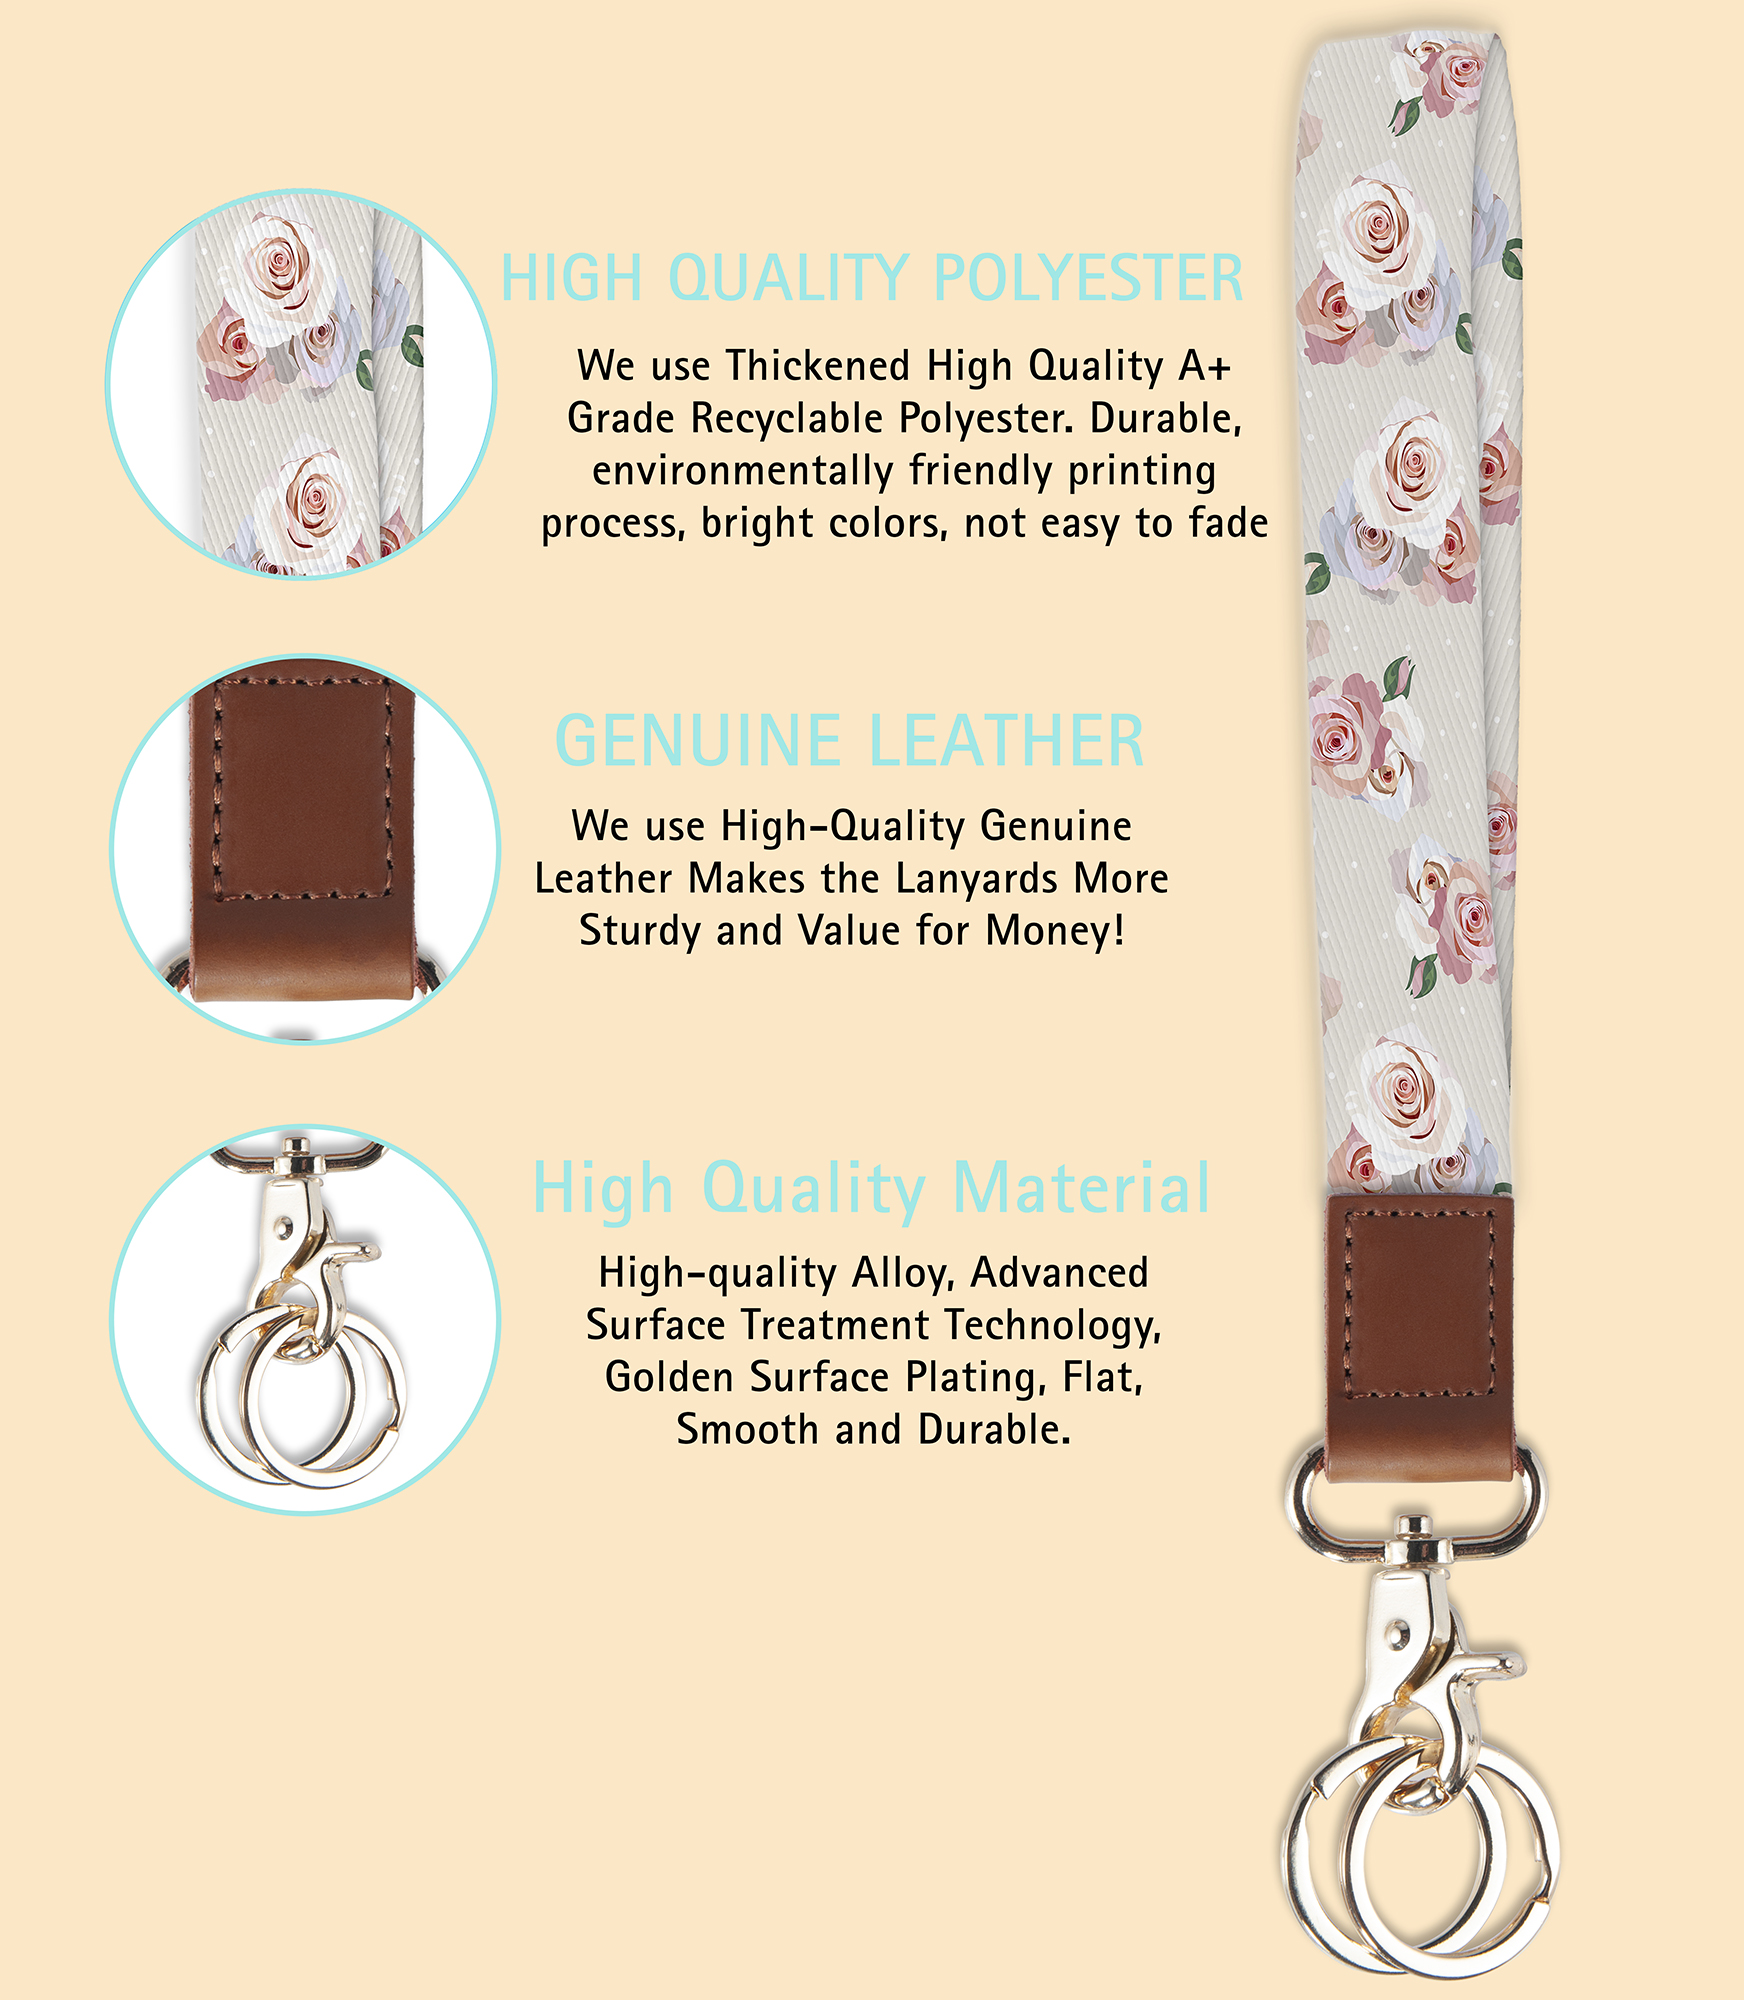 HIGH QUALITY POLYESTER
We use Thickened High Quality A+
Grade Recyclable Polyester. Durable,
environmentally friendly printing
process, bright colors, not easy to fade
GENUINE LEATHER
We use High-Quality Genuine
Leather Makes the Lanyards More
Sturdy and Value for Money!
High Quality Material
High-quality Alloy, Advanced
Surface Treatment Technology,
Golden Surface Plating, Flat,
Smooth and Durable.